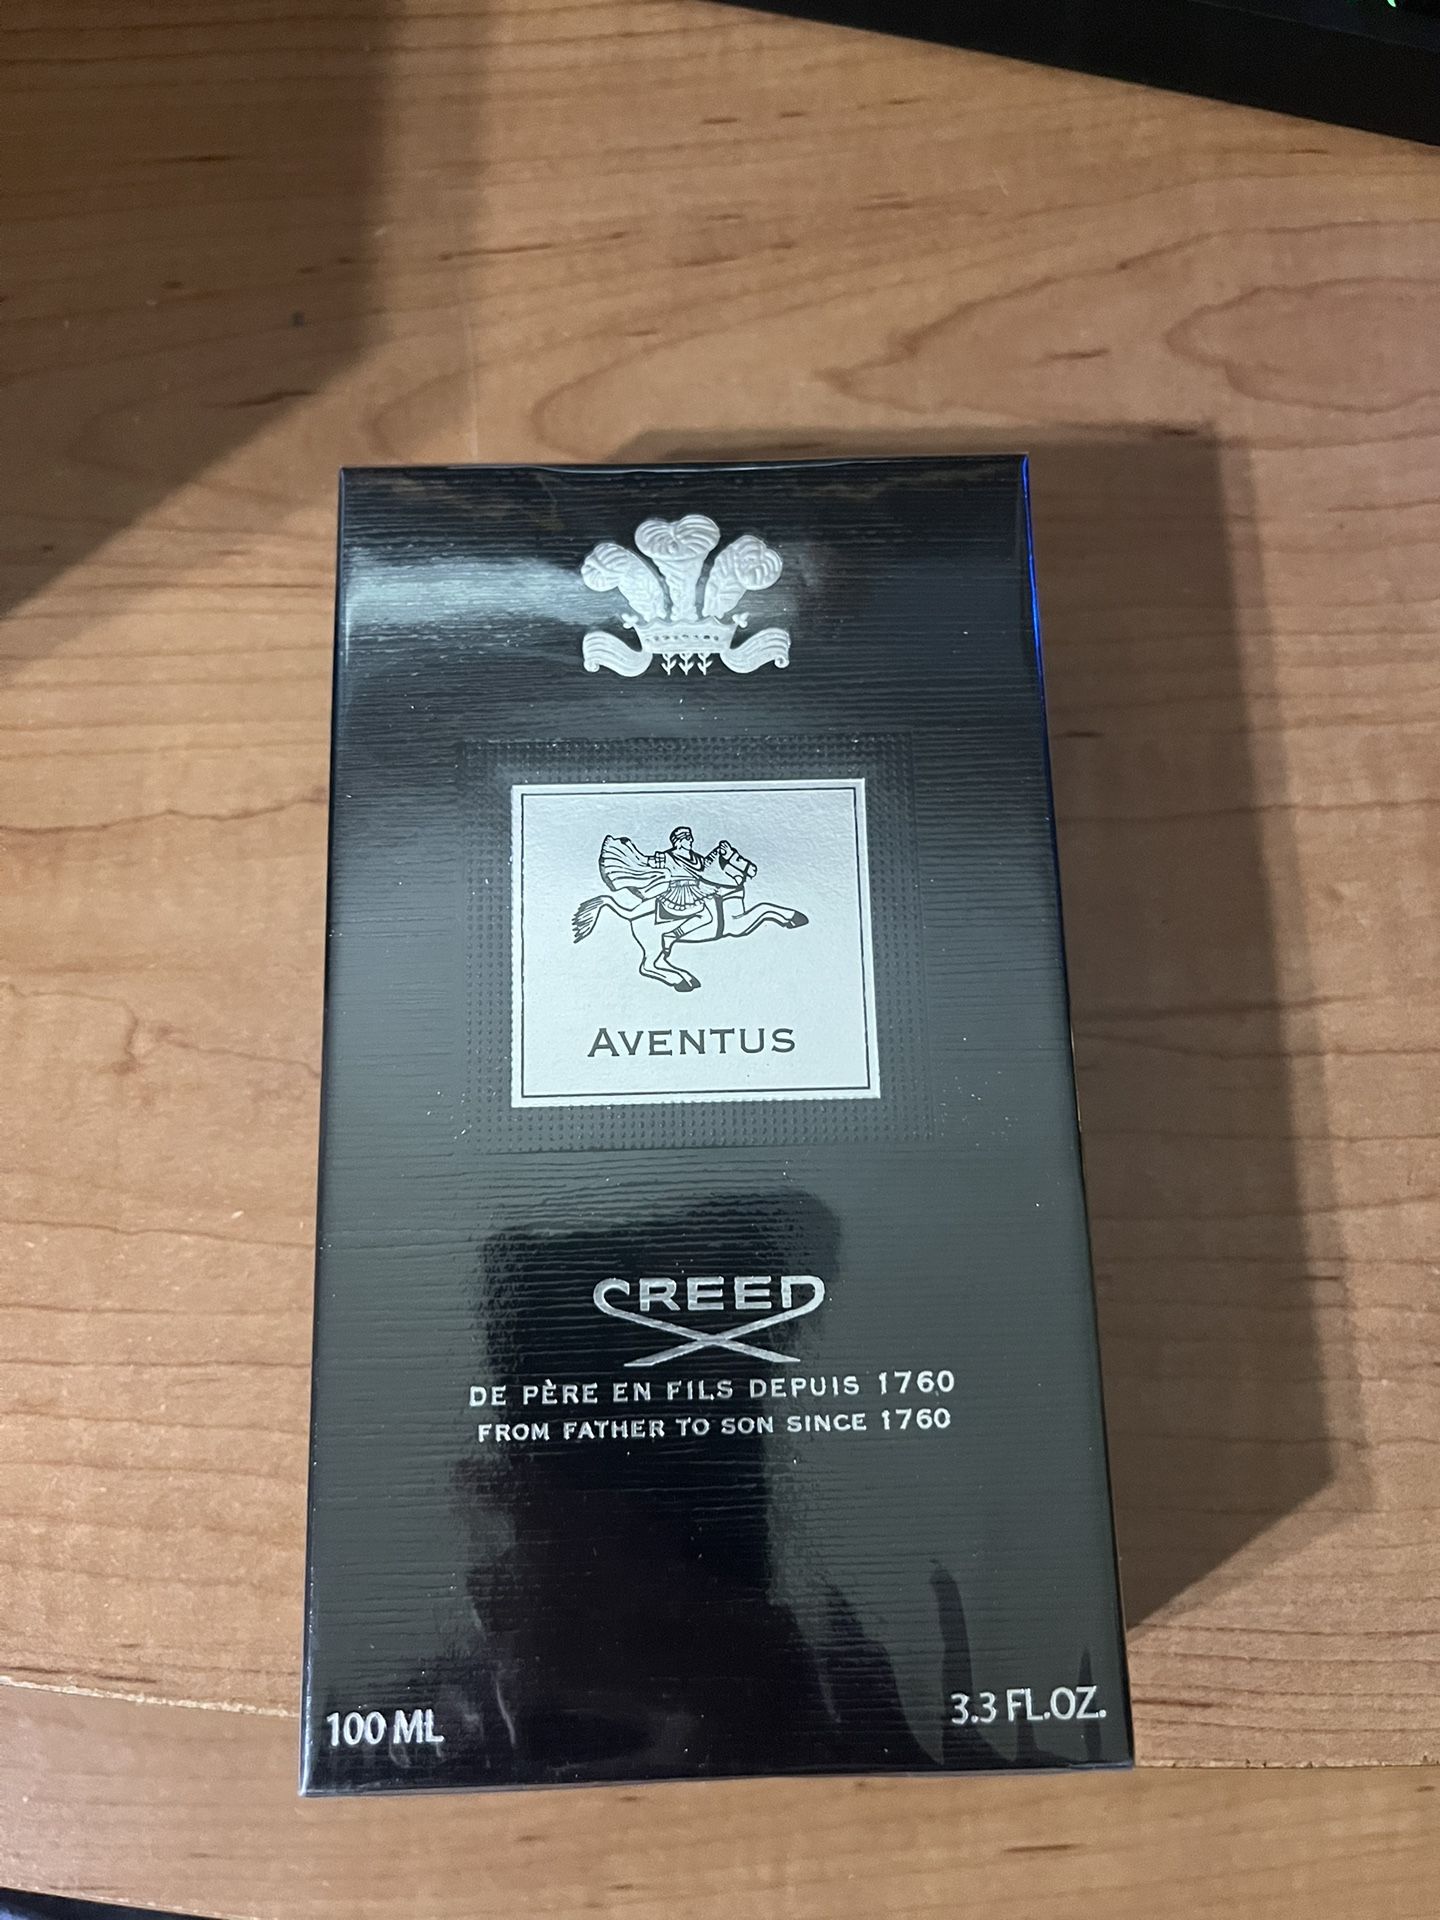 AVENTUS
CREED
DE PÈRE EN FILS DEPUIS 1760
FROM FATHER TO SON SINCE 1760
100 ML
3.3 FL.OZ.